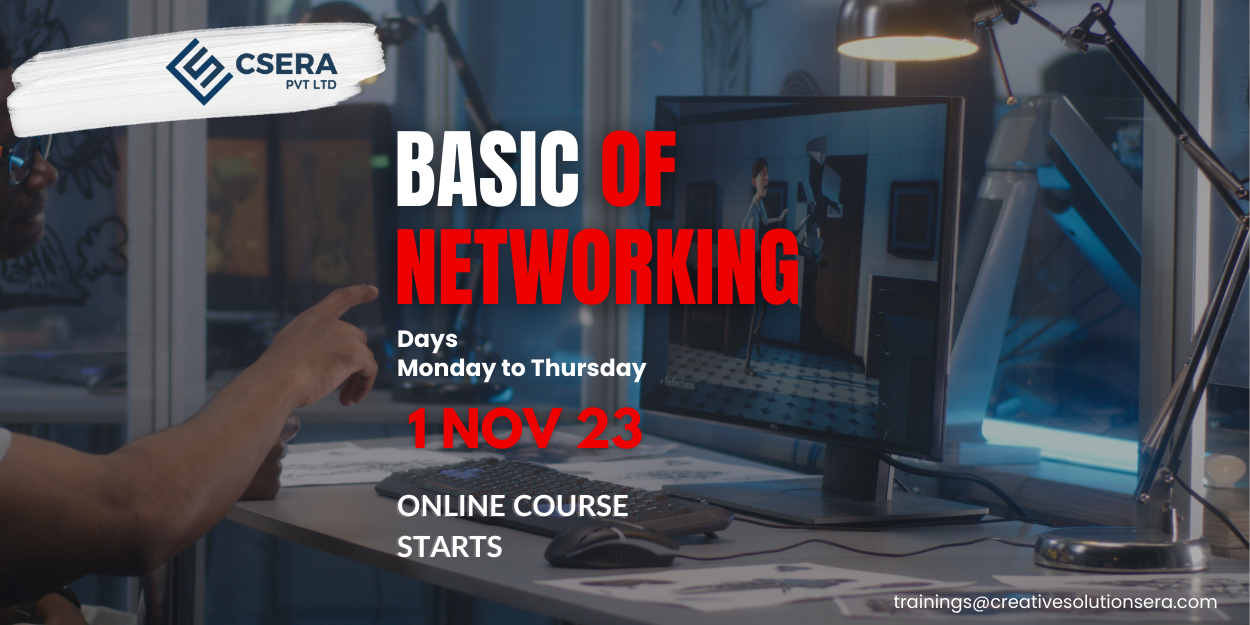 CSERA
PVT LTD
BASIC OF
NETWORKING
Days
Monday to Thursday
1 NOV 23
ONLINE COURSE
STARTS
trainings@creativesolutionsera.com